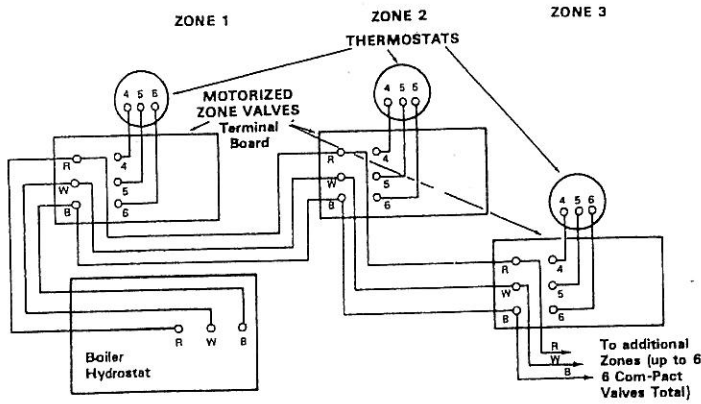 ZONE 1
ZONE 2
ZONE 3
THERMOSTATS
4 5 6
4 5 6
MOTORIZED
ZONE VALVES
Terminal
Board
R
W
B
4
5
6
R
W
B
4
5
6
4 5 6
R
W
B
4
5
6
R W B
Boiler
Hydrostat
R
W
B
To additional
Zones (up to 6
6 Com-Pact
Valves Total)